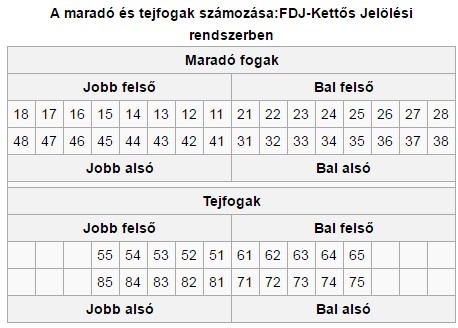 A maradó és tejfogak számozása:FDJ-Kettős Jelölési
rendszerben
Maradó fogak
Jobb felső Bal felső
18 17 16 15 14 13 12 11 21 22 23 24 25 26 27 28
48 47 46 45 44 43 42 41 31 32 33 34 35 36 37 38
Jobb alsó Bal alsó
Tejfogak
Jobb felső Bal felső
55 54 53 52 51 61 62 63 64 65
85 84 83 82 81 71 72 73 74 75
Jobb alsó Bal alsó